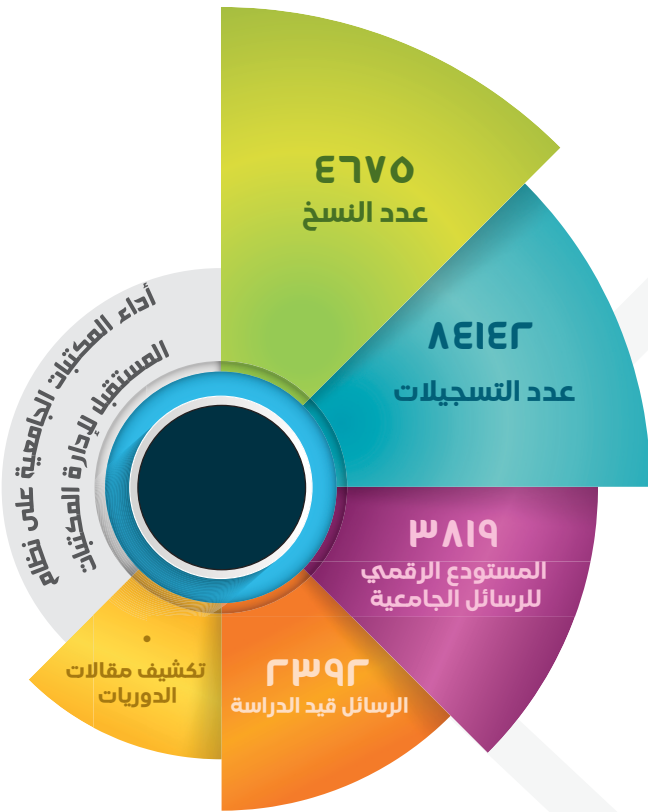 أداء المكتبات الجامعية على نظام
المستقبل لإدارة المكتبات
٤٦٧٥
عدد النسخ
٨٤١٤٢
عدد التسجيلات
٣٨١٩
المستودع الرقمي
للرسائل الجامعية
٢٣٩٢
الرسائل قيد الدراسة
٠
تكشيف مقالات
الدوريات